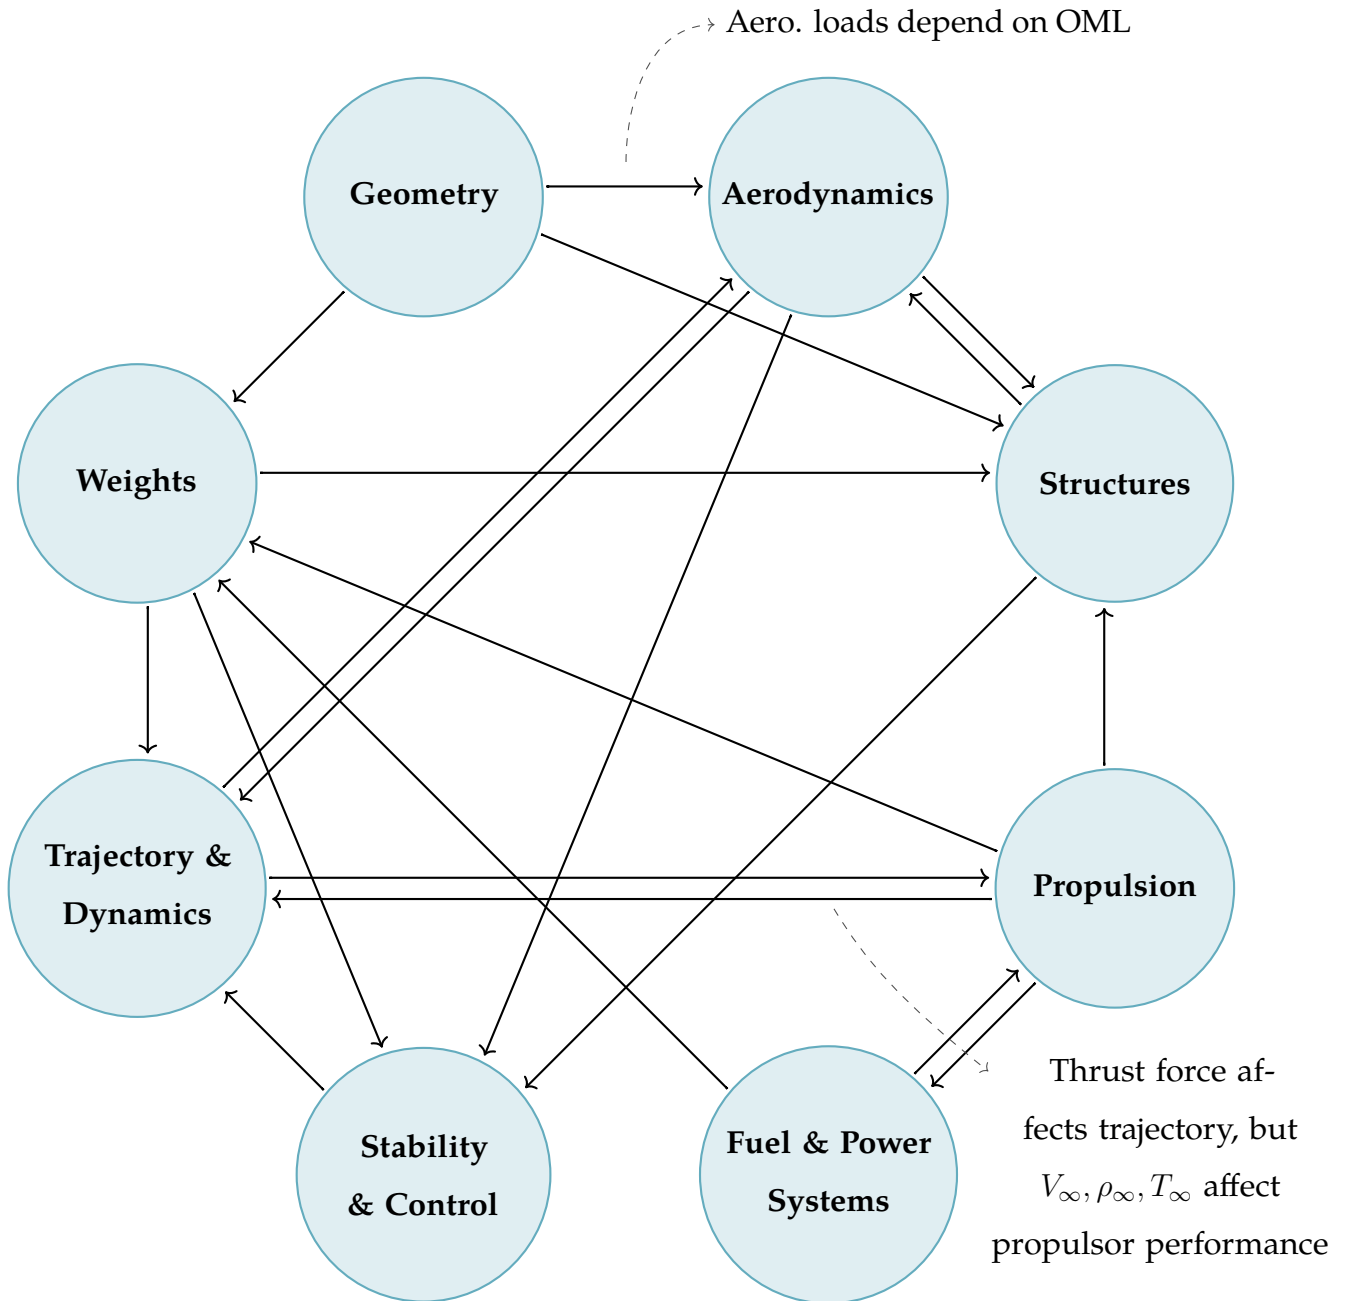 Aero. loads depend on OML
Geometry
Aerodynamics
Weights
Structures
Trajectory &
Dynamics
Propulsion
Stability
& Control
Fuel & Power
Systems
Thrust force af-
fects trajectory, but
V∞, ρ∞, T∞ affect
propulsor performance